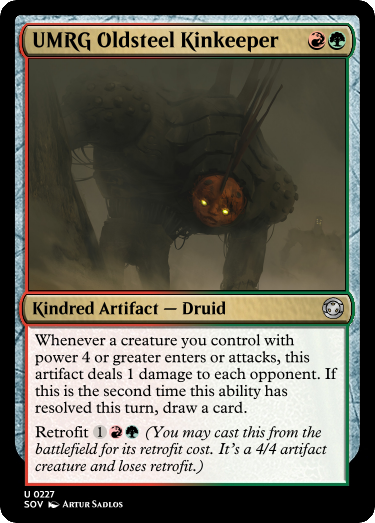 UMRG Oldsteel Kinkeeper
Kindred Artifact — Druid
Whenever a creature you control with
power 4 or greater enters or attacks, this
artifact deals 1 damage to each opponent. If
this is the second time this ability has
resolved this turn, draw a card.
Retrofit 1 (You may cast this from the
battlefield for its retrofit cost. It's a 4/4 artifact
creature and loses retrofit.)
U 0227
SOV Artur Sadlos